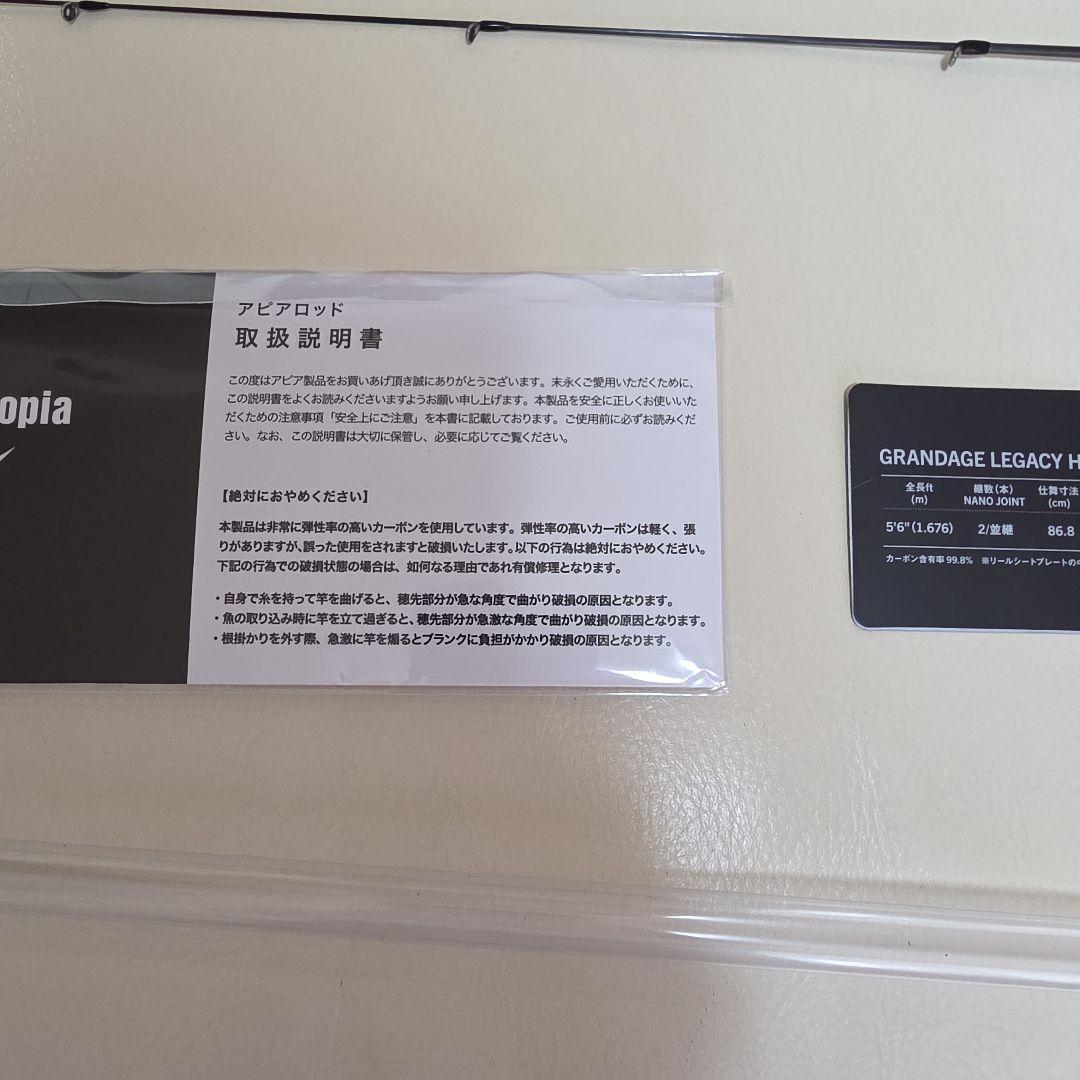 opia
アピアロッド
取扱説明書
この度はアピア製品をお買いあげ頂き誠にありがとうございます。末永くご愛用いただくために、
この説明書をよくお読みくださいますようお願い申し上げます。本製品を安全に正しくお使いいた
だくための注意事項「安全上にご注意」を本書に記載しております。ご使用前に必ずお読みくだ
さい。なお、この説明書は大切に保管し、必要に応じてご覧ください。
【絶対におやめください】
本製品は非常に弾性率の高いカーボンを使用しています。弾性率の高いカーボンは軽く、張
りがありますが、誤った使用をされますと破損いたします。以下の行為は絶対におやめください。
下記の行為での破損状態の場合は、如何なる理由であれ有償修理となります。
・自身で糸を持って竿を曲げると、穂先部分が急な角度で曲がり破損の原因となります。
・魚の取り込み時に竿を立て過ぎると、穂先部分が急激な角度で曲がり破損の原因となります。
・根掛かりを外す際、急激に竿を煽るとブランクに負担がかかり破損の原因となります。
GRANDAGE LEGACY H
全長ft (m) 継数(本) NANO JOINT 仕舞寸法 (cm)
5'6"(1.676) 2/並継 86.8
カーボン含有率99.8% ※リールシートプレートの